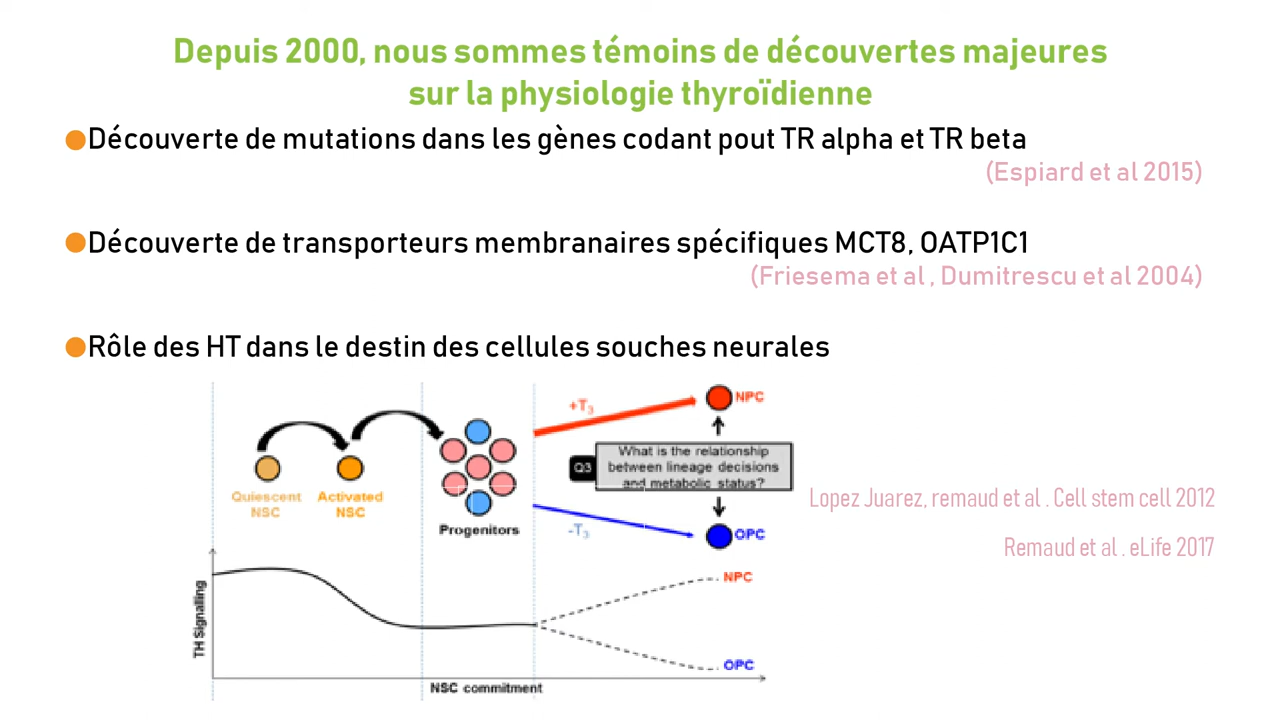 Depuis 2000, nous sommes témoins de découvertes majeures
sur la physiologie thyroïdienne
Découverte de mutations dans les gènes codant pout TR alpha et TR beta
(Espiard et al 2015)
Découverte de transporteurs membranaires spécifiques MCT8, OATP1C1
(Friesema et al , Dumitrescu et al 2004)
Rôle des HT dans le destin des cellules souches neurales
+T3
NPC
What is the relationship
Q3
between lineage decisions
and metabolic status?
Quiescent
NSC
Activated
NSC
Progenitors
-T3
OPC
Lopez Juarez, remaud et al . Cell stem cell 2012
Remaud et al . eLife 2017
NPC
TH Signalling
OPC
NSC commitment